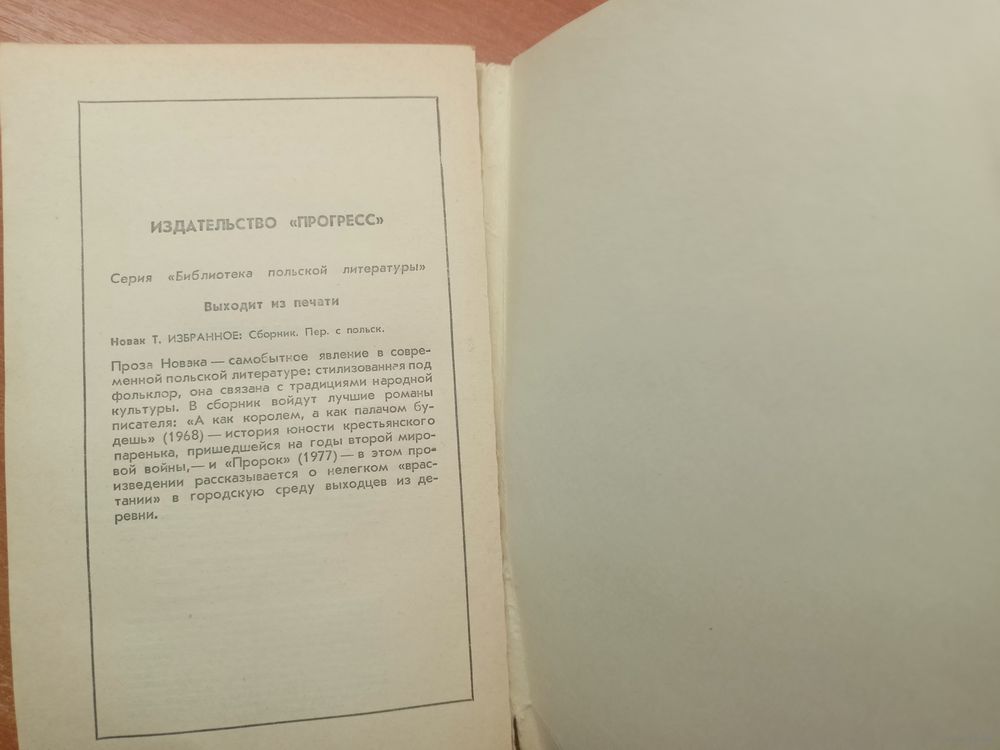 ИЗДАТЕЛЬСТВО «ПРОГРЕСС»
Серия «Библиотека польской литературы»
Выходит из печати
Новак Т. ИЗБРАННОЕ: Сборник. Пер. с польск.
Проза Новака — самобытное явление в совре-
менной польской литературе: стилизованная под
фольклор, она связана с традициями народной
культуры. В сборник войдут лучшие романы
писателя: «А как королем, а как палачом бу-
дешь» (1968) — история юности крестьянского
паренька, пришедшейся на годы второй миро-
вой войны,— и «Пророк» (1977) — в этом про-
изведении рассказывается о нелегком «врас-
тании» в городскую среду выходцев из де-
ревни.